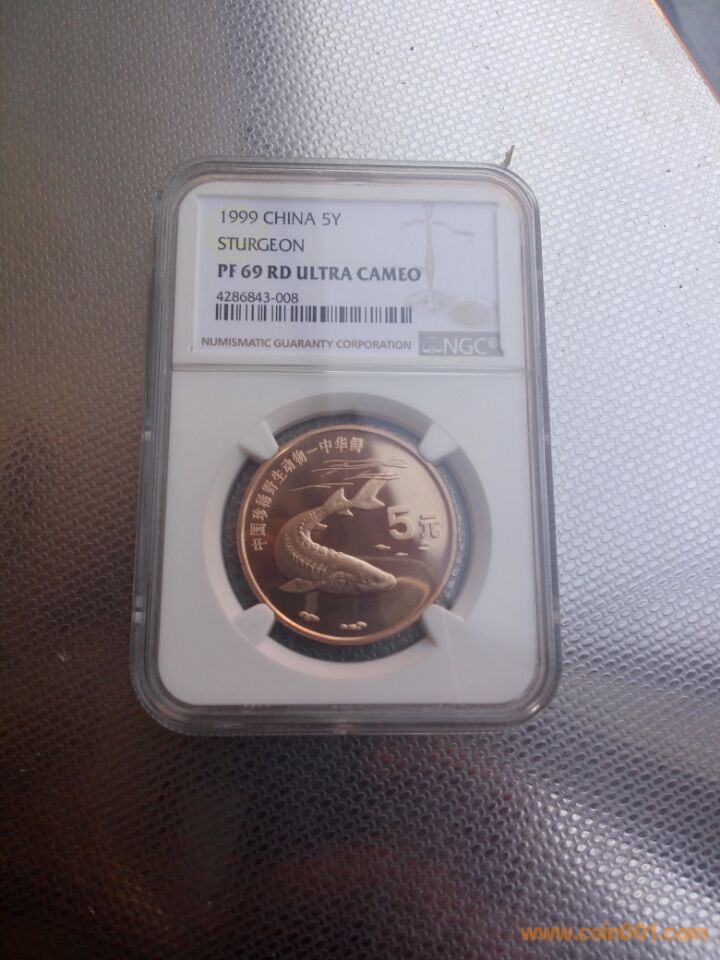 1999 CHINA 5Y
STURGEON
PF 69 RD ULTRA CAMEO
4286843-008
NUMISMATIC GUARANTY CORPORATION
NGC®
中国珍稀野生动物—中华鲟
5元
www.coin001.com